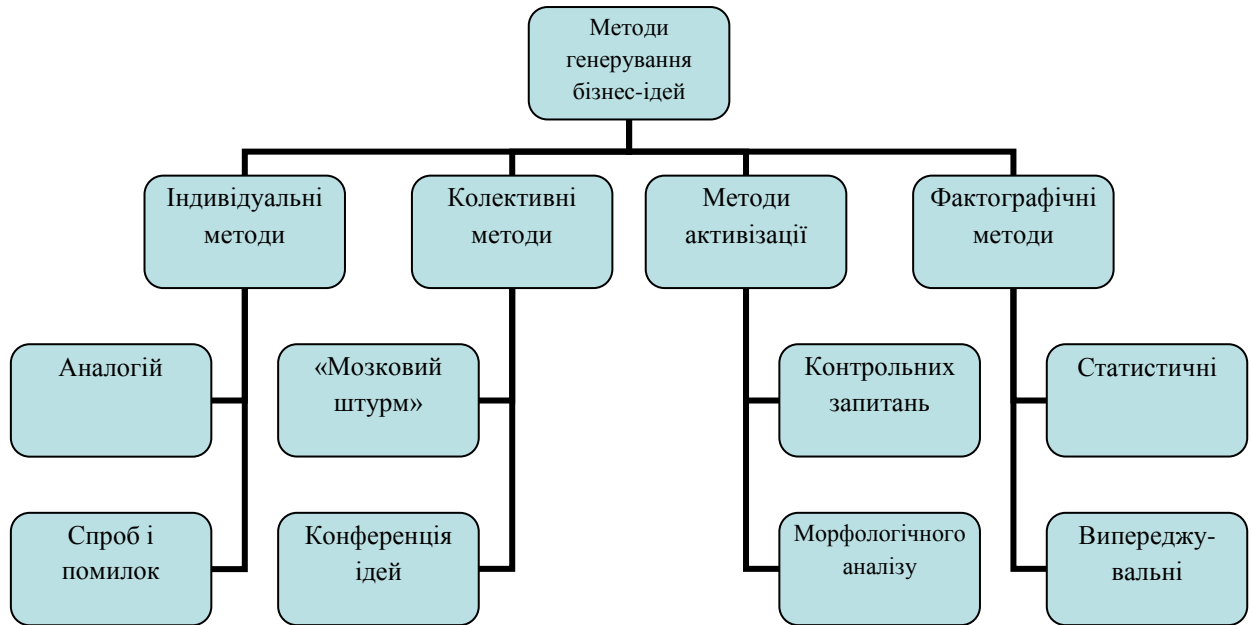 Методи
генерування
бізнес-ідей
Індивідуальні
методи
Колективні
методи
Методи
активізації
Фактографічні
методи
Аналогій
«Мозковий
штурм»
Контрольних
запитань
Статистичні
Спроб і
помилок
Конференція
ідей
Морфологічного
аналізу
Випереджу-
вальні